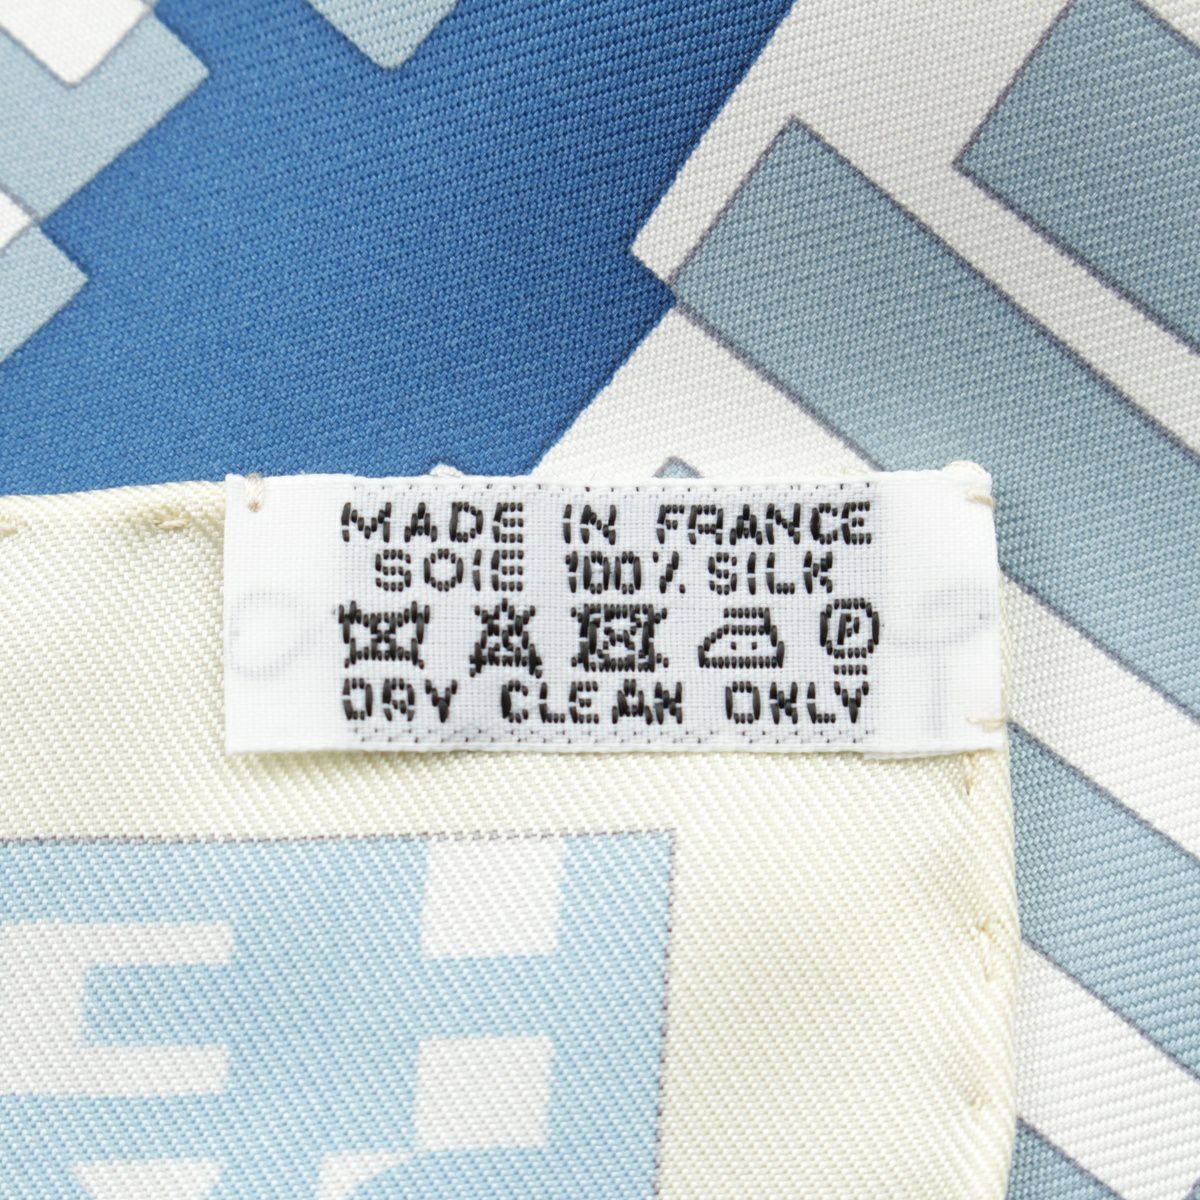 MADE IN FRANCE
SOIE 100% SILK
P
DRY CLEAN ONLY